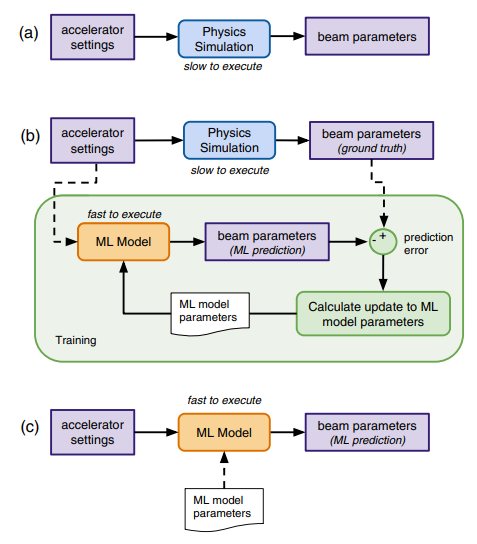 (a)
accelerator
settings
Physics
Simulation
slow to execute
beam parameters
(b)
accelerator
settings
Physics
Simulation
slow to execute
beam parameters
(ground truth)
fast to execute
ML Model
beam parameters
(ML prediction)
- +
prediction
error
ML model
parameters
Calculate update to ML
model parameters
Training
(c)
accelerator
settings
fast to execute
ML Model
beam parameters
(ML prediction)
ML model
parameters